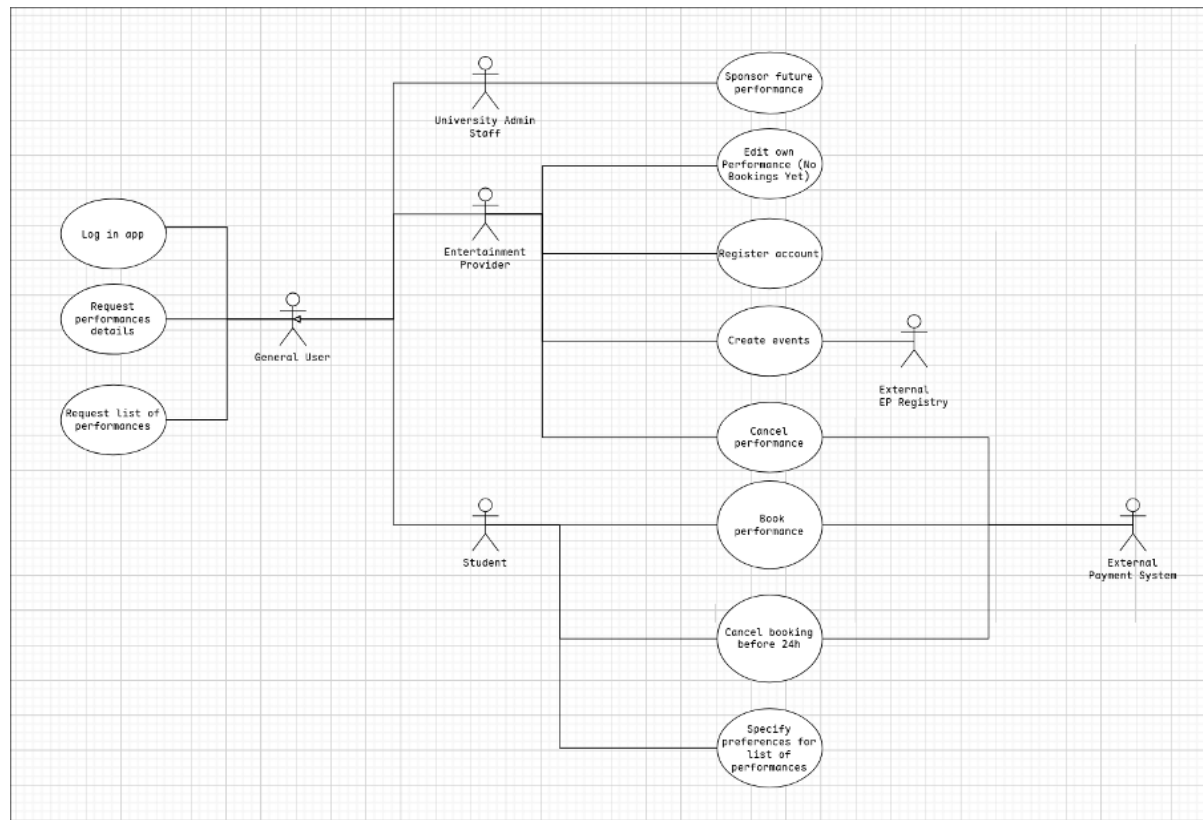 Sponsor future
performance
University Admin
Staff
Edit own
Performance (No
Bookings Yet)
Log in app
Entertainment
Provider
Register account
Request
performances
details
General User
Create events
External
EP Registry
Request list of
performances
Cancel
performance
Book
performance
Student
External
Payment System
Cancel booking
before 24h
Specify
preferences for
list of
performances